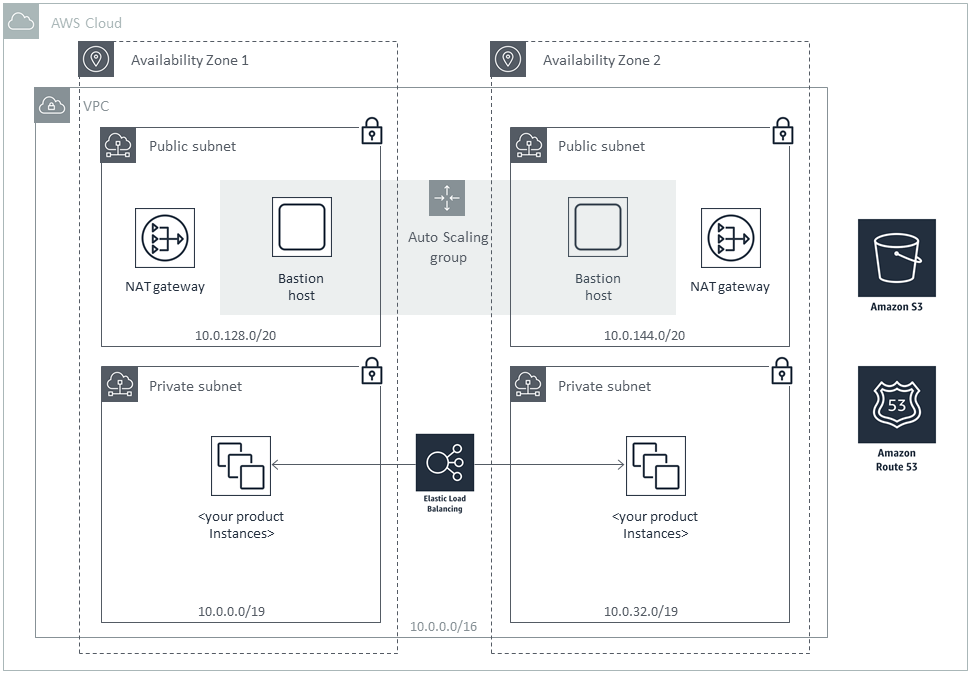 AWS Cloud
Availability Zone 1
Availability Zone 2
VPC
Public subnet
Public subnet
Auto Scaling
group
NAT gateway
Bastion
host
Bastion
host
NAT gateway
10.0.128.0/20
10.0.144.0/20
Amazon S3
Private subnet
Private subnet
53
Amazon
Route 53
Elastic Load
Balancing
<your product
Instances>
<your product
Instances>
10.0.0.0/19
10.0.32.0/19
10.0.0.0/16